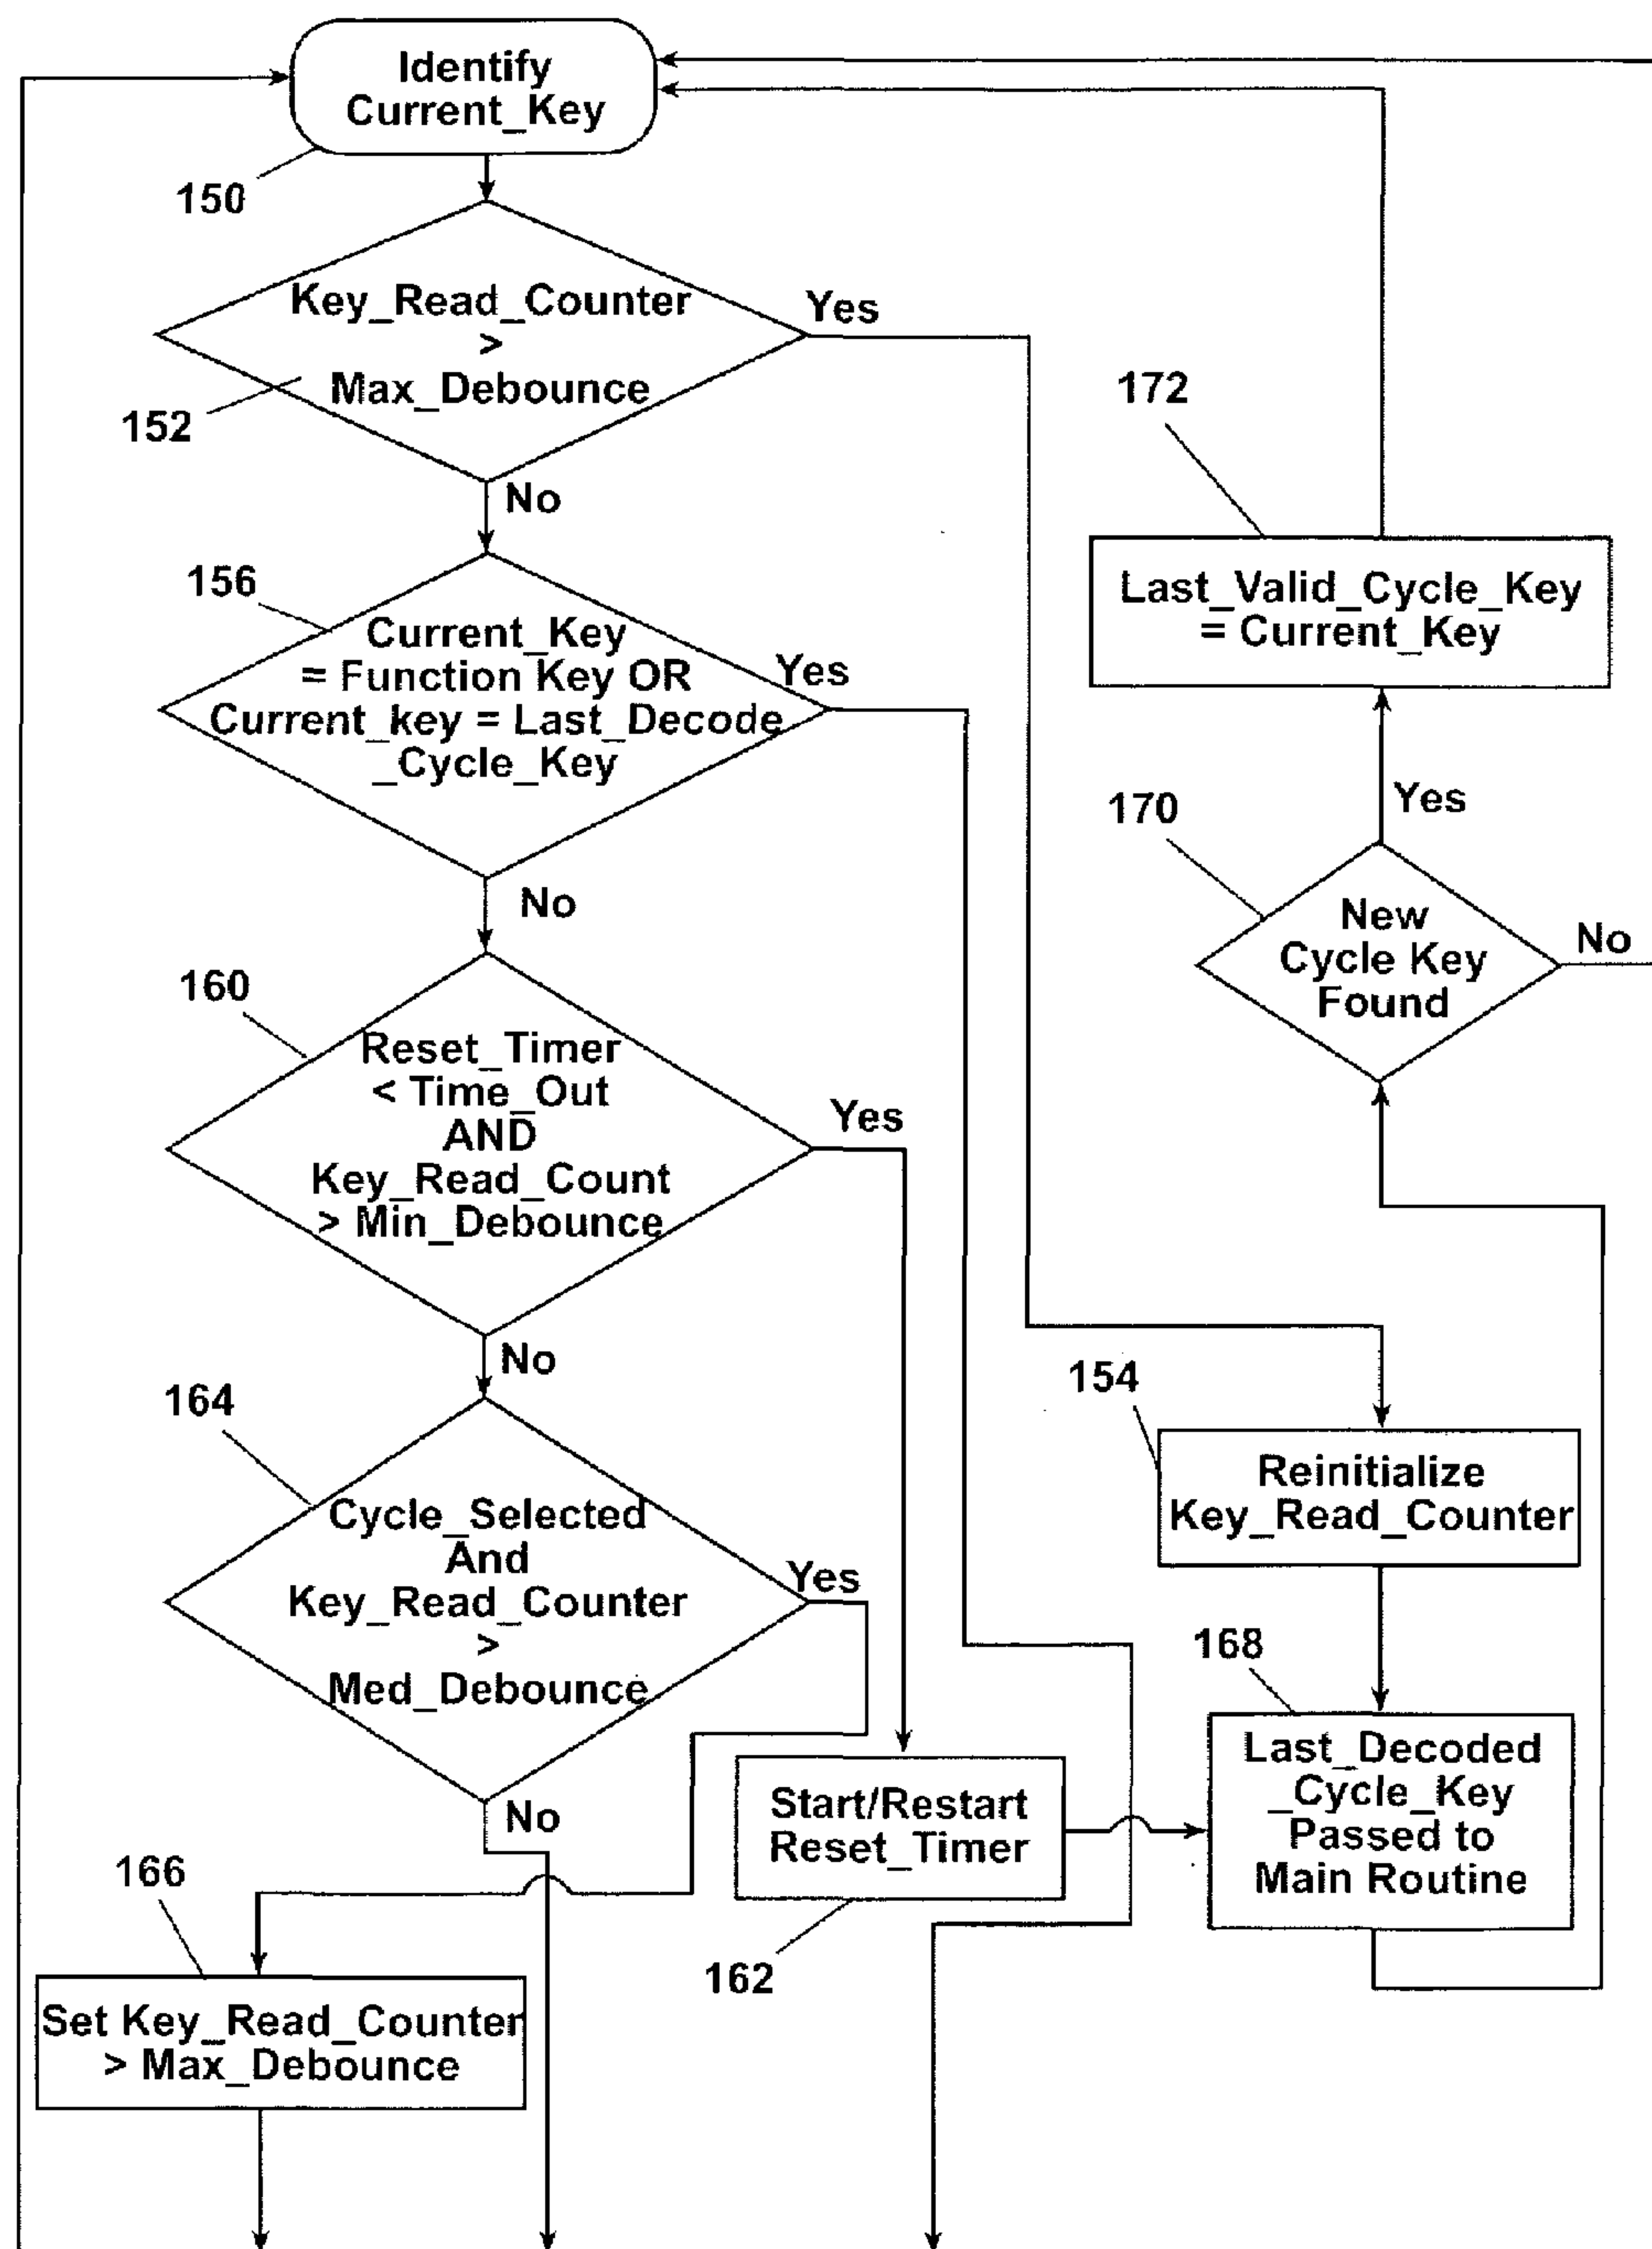 Identify
Current_Key
150
Key_Read_Counter
>
Max_Debounce
Yes
152
No
172
Last_Valid_Cycle_Key
= Current_Key
156
Current_Key
= Function Key OR
Current_key = Last_Decode
_Cycle_Key
Yes
No
170
Yes
New
Cycle Key
Found
No
160
Reset_Timer
< Time_Out
AND
Key_Read_Count
> Min_Debounce
Yes
No
154
Reinitialize
Key_Read_Counter
164
Cycle_Selected
And
Key_Read_Counter
>
Med_Debounce
Yes
No
168
Last_Decoded
_Cycle_Key
Passed to
Main Routine
Start/Restart
Reset_Timer
162
166
Set Key_Read_Counter
> Max_Debounce